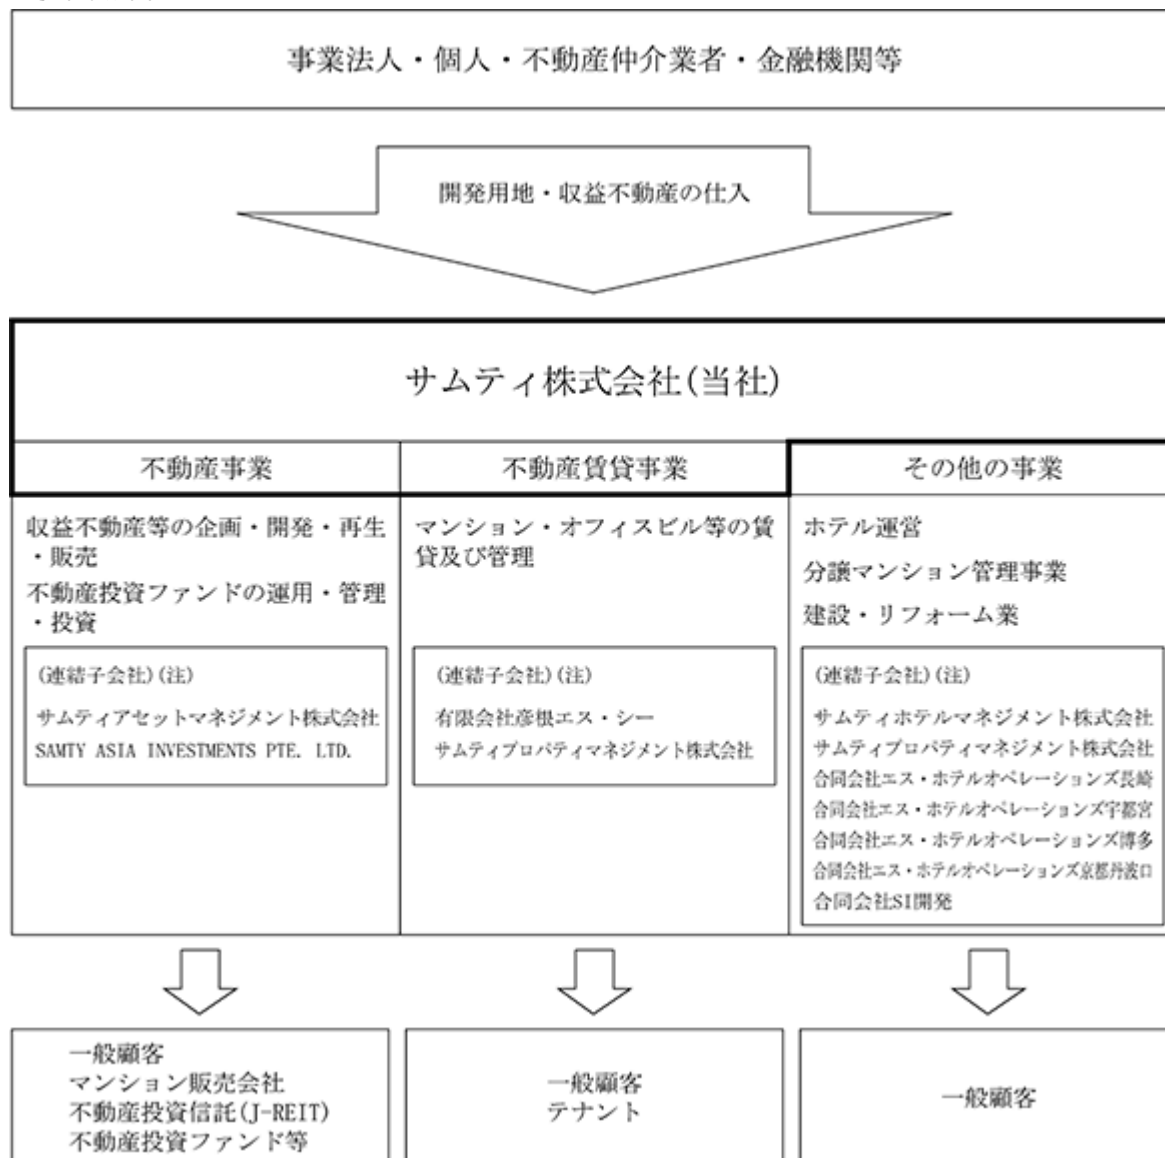 事業法人・個人・不動産仲介業者・金融機関等
開発用地・収益不動産の仕入
サムティ株式会社(当社)
不動産事業
不動産賃貸事業
その他の事業
収益不動産等の企画・開発・再生
・販売
不動産投資ファンドの運用・管理
・投資
(連結子会社)(注)
サムティアセットマネジメント株式会社
SAMTY ASIA INVESTMENTS PTE. LTD.
マンション・オフィスビル等の賃
貸及び管理
(連結子会社)(注)
有限会社彦根エス・シー
サムティプロパティマネジメント株式会社
ホテル運営
分譲マンション管理事業
建設・リフォーム業
(連結子会社)(注)
サムティホテルマネジメント株式会社
サムティプロパティマネジメント株式会社
合同会社エス・ホテルオペレーションズ長崎
合同会社エス・ホテルオペレーションズ宇都宮
合同会社エス・ホテルオペレーションズ博多
合同会社エス・ホテルオペレーションズ京都丹波口
合同会社SI開発
一般顧客
マンション販売会社
不動産投資信託(J-REIT)
不動産投資ファンド等
一般顧客
テナント
一般顧客